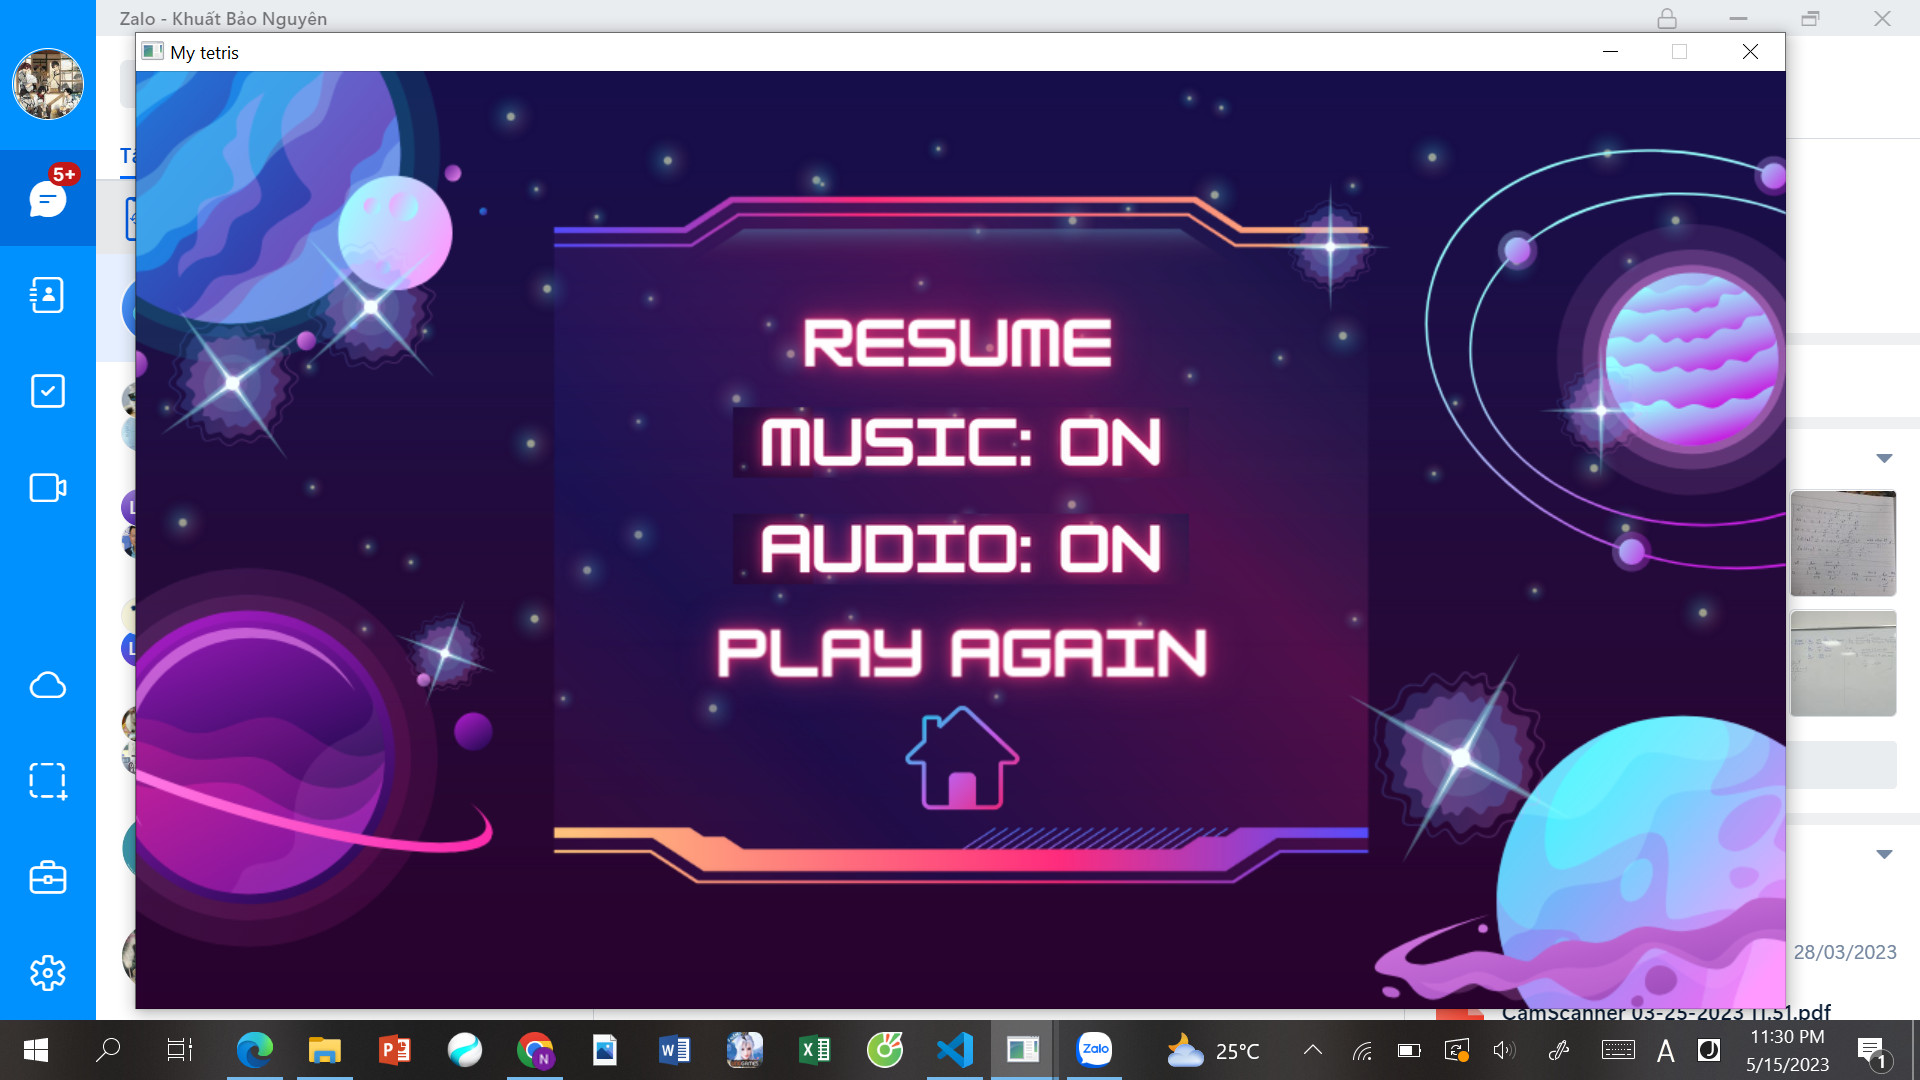 Zalo - Khuất Bảo Nguyên
My tetris
5+
RESUME
MUSIC: ON
AUDIO: ON
PLAY AGAIN
28/03/2023
CamScanner 03-25-2023 11.51.pdf
25°C
11:30 PM
5/15/2023
Zalo
N
A
1